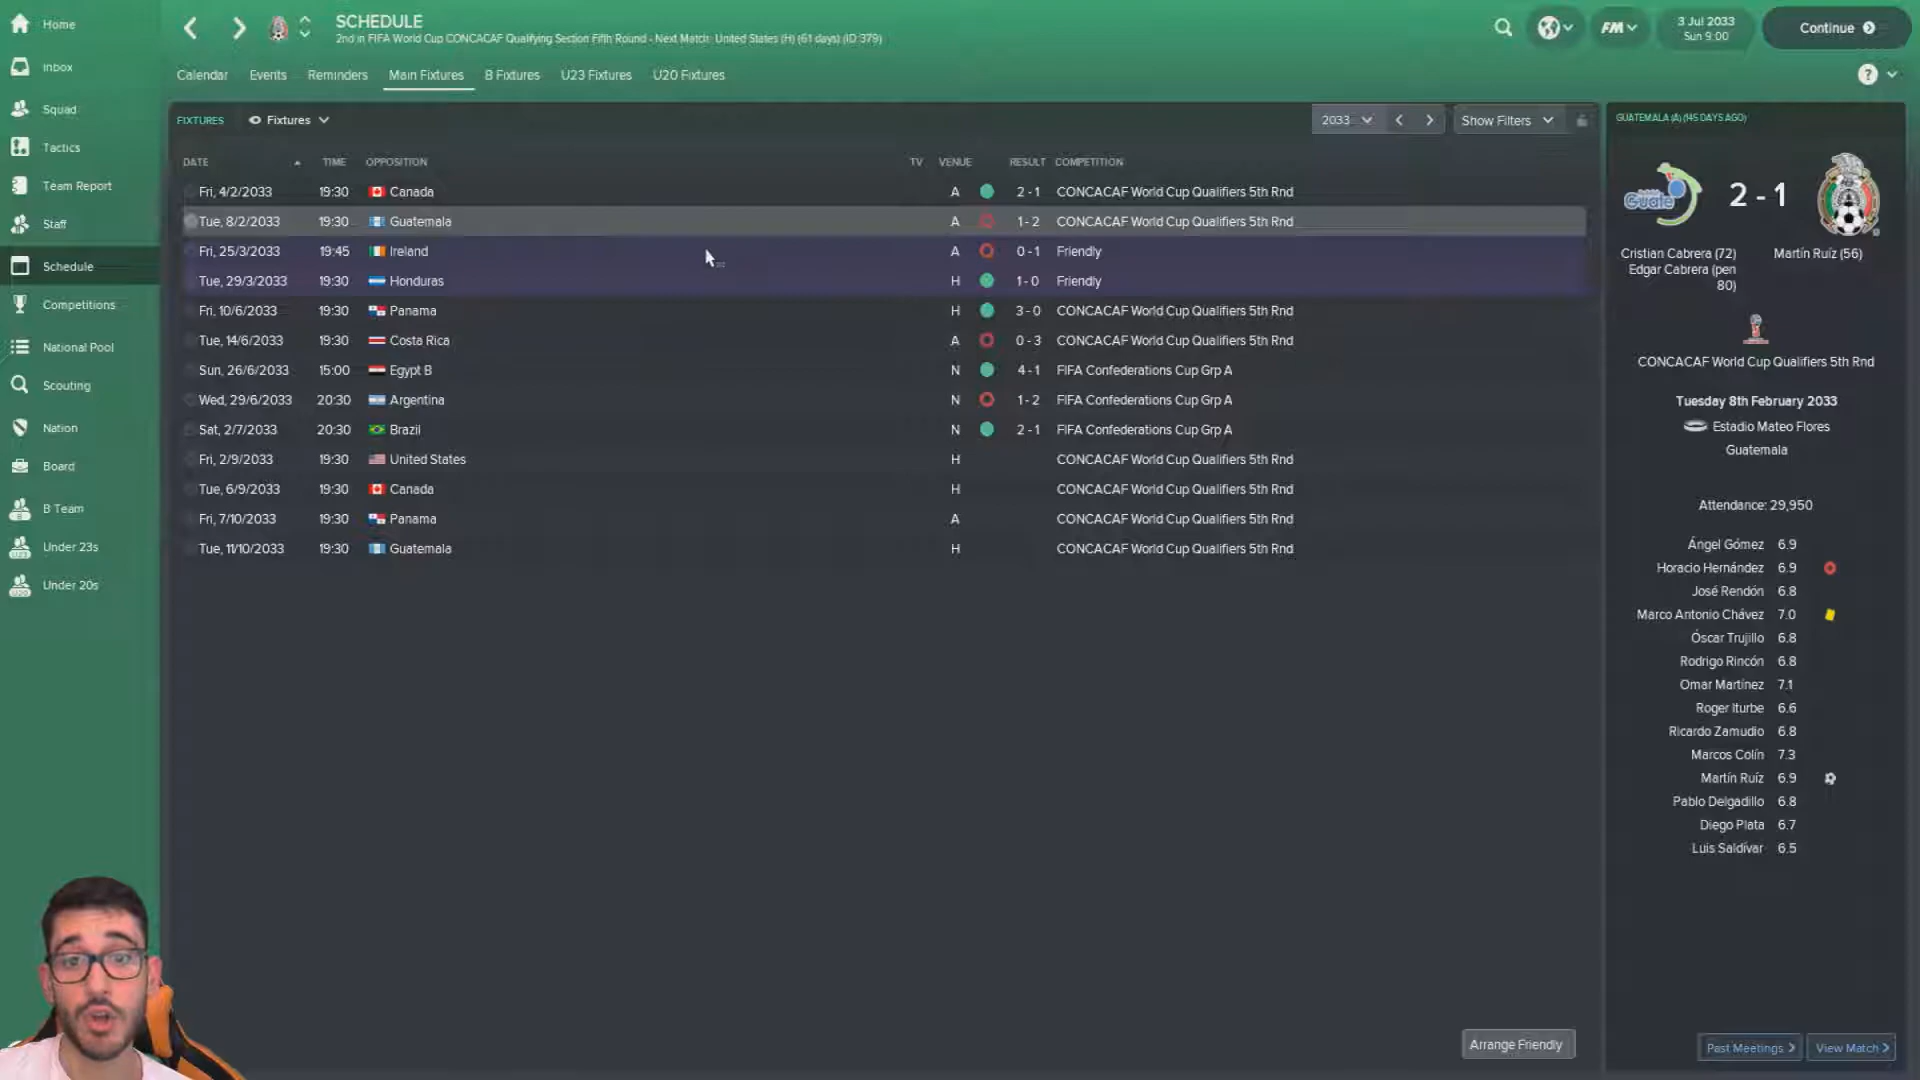 Home
Inbox
Squad
Tactics
Team Report
Staff
Schedule
Competitions
National Pool
Scouting
Nation
Board
B Team
Under 23s
Under 20s
SCHEDULE
2nd in FIFA World Cup CONCACAF Qualifying Section Fifth Round - Next Match: United States (H) (61 days) (ID:379)
FM
3 Jul 2033
Sun 9:00
Continue
Calendar Events Reminders Main Fixtures B Fixtures U23 Fixtures U20 Fixtures
?
FIXTURES Fixtures 2033 Show Filters
DATE TIME OPPOSITION TV VENUE RESULT COMPETITION
Fri, 4/2/2033 19:30 Canada A 2 - 1 CONCACAF World Cup Qualifiers 5th Rnd
Tue, 8/2/2033 19:30 Guatemala A 1 - 2 CONCACAF World Cup Qualifiers 5th Rnd
Fri, 25/3/2033 19:45 Ireland A 0 - 1 Friendly
Tue, 29/3/2033 19:30 Honduras H 1 - 0 Friendly
Fri, 10/6/2033 19:30 Panama H 3 - 0 CONCACAF World Cup Qualifiers 5th Rnd
Tue, 14/6/2033 19:30 Costa Rica A 0 - 3 CONCACAF World Cup Qualifiers 5th Rnd
Sun, 26/6/2033 15:00 Egypt B N 4 - 1 FIFA Confederations Cup Grp A
Wed, 29/6/2033 20:30 Argentina N 1 - 2 FIFA Confederations Cup Grp A
Sat, 2/7/2033 20:30 Brazil N 2 - 1 FIFA Confederations Cup Grp A
Fri, 2/9/2033 19:30 United States H CONCACAF World Cup Qualifiers 5th Rnd
Tue, 6/9/2033 19:30 Canada H CONCACAF World Cup Qualifiers 5th Rnd
Fri, 7/10/2033 19:30 Panama A CONCACAF World Cup Qualifiers 5th Rnd
Tue, 11/10/2033 19:30 Guatemala H CONCACAF World Cup Qualifiers 5th Rnd
Arrange Friendly
GUATEMALA (A) (145 DAYS AGO)
Guate
2 - 1
Cristian Cabrera (72)
Edgar Cabrera (pen
80)
Martín Ruíz (56)
CONCACAF World Cup Qualifiers 5th Rnd
Tuesday 8th February 2033
Estadio Mateo Flores
Guatemala
Attendance: 29,950
Ángel Gómez 6.9
Horacio Hernández 6.9
José Rendón 6.8
Marco Antonio Chávez 7.0
Óscar Trujillo 6.8
Rodrigo Rincón 6.8
Omar Martínez 7.1
Roger Iturbe 6.6
Ricardo Zamudio 6.8
Marcos Colín 7.3
Martín Ruíz 6.9
Pablo Delgadillo 6.8
Diego Plata 6.7
Luis Saldívar 6.5
Past Meetings View Match